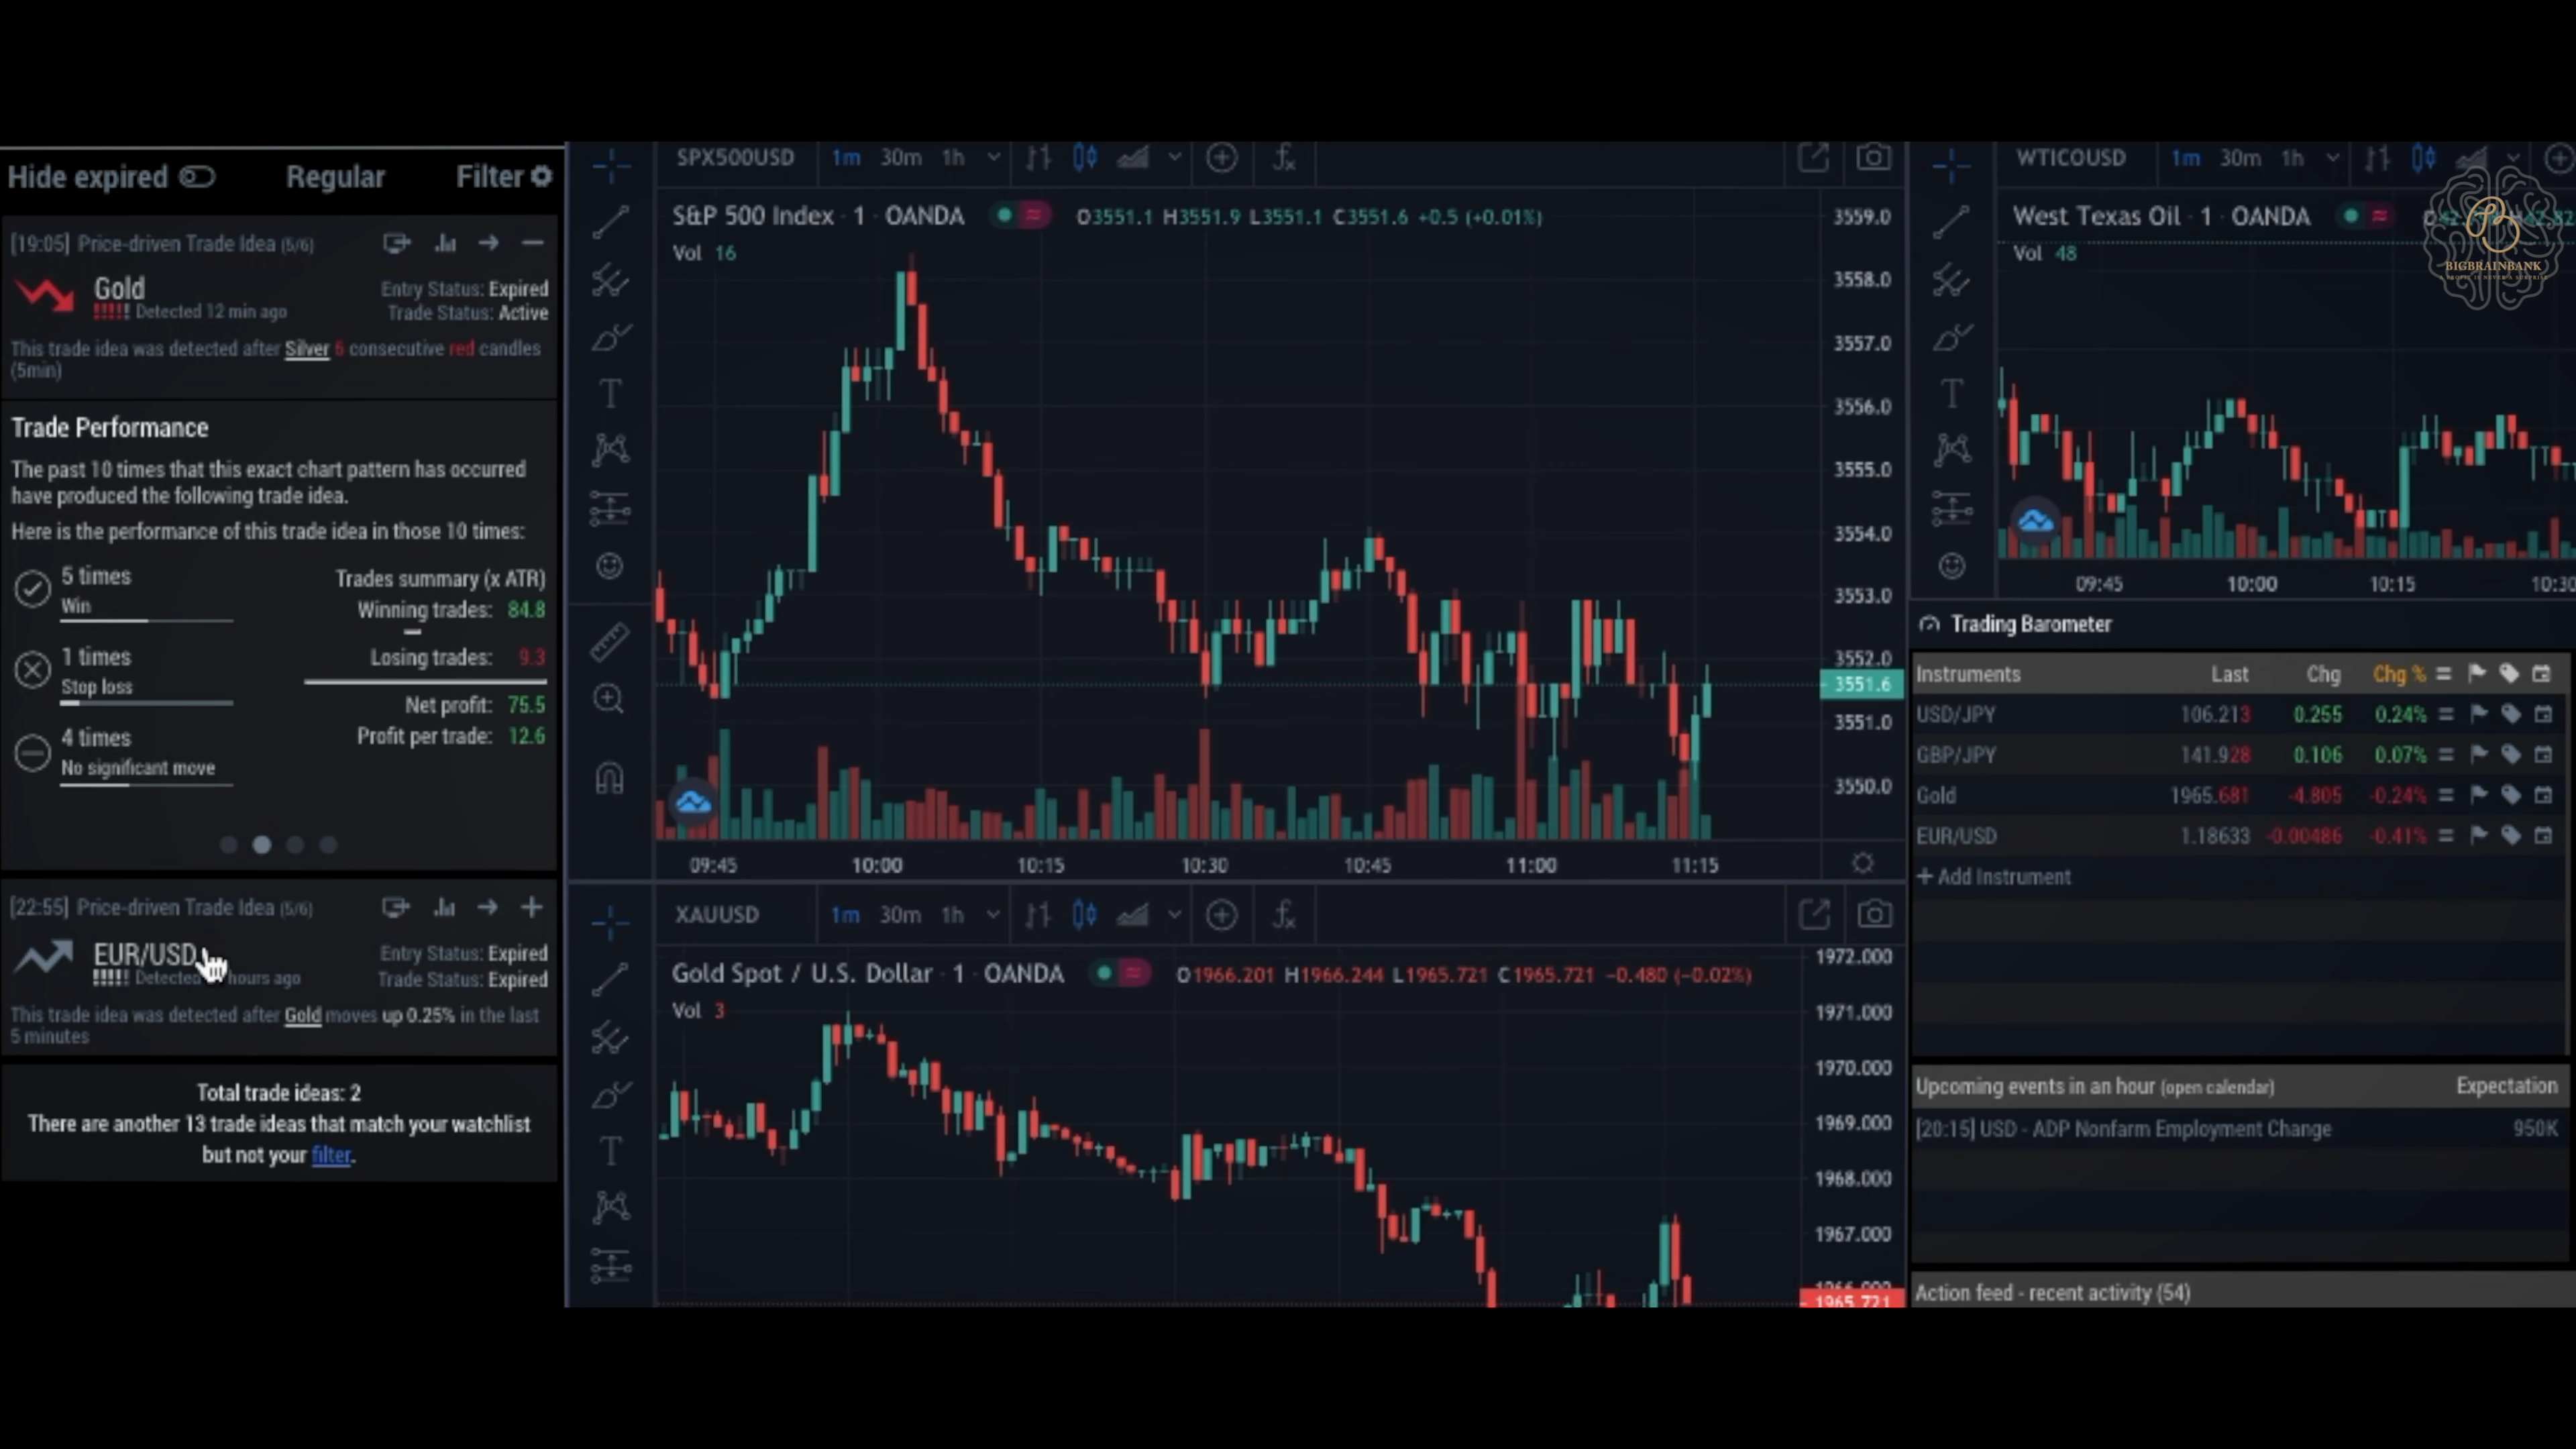 Hide expired Regular Filter
[19:05] Price-driven Trade Idea (5/6)
Gold
Detected 12 min ago
Entry Status: Expired
Trade Status: Active
This trade idea was detected after Silver 6 consecutive red candles
(5min)
Trade Performance
The past 10 times that this exact chart pattern has occurred
have produced the following trade idea.
Here is the performance of this trade idea in those 10 times:
5 times
Win
1 times
Stop loss
4 times
No significant move
Trades summary (x ATR)
Winning trades: 84.8
Losing trades: 9.3
Net profit: 75.5
Profit per trade: 12.6
[22:55] Price-driven Trade Idea (5/6)
EUR/USD
Detected hours ago
Entry Status: Expired
Trade Status: Expired
This trade idea was detected after Gold moves up 0.25% in the last
5 minutes
Total trade ideas: 2
There are another 13 trade ideas that match your watchlist
but not your filter.
SPX500USD 1m 30m 1h
S&P 500 Index · 1 · OANDA O3551.1 H3551.9 L3551.1 C3551.6 +0.5 (+0.01%)
Vol 16
3559.0
3558.0
3557.0
3556.0
3555.0
3554.0
3553.0
3552.0
3551.6
3551.0
3550.0
09:45 10:00 10:15 10:30 10:45 11:00 11:15
XAUUSD 1m 30m 1h
Gold Spot / U.S. Dollar · 1 · OANDA O1966.201 H1966.244 L1965.721 C1965.721 −0.480 (−0.02%)
Vol 3
1972.000
1971.000
1970.000
1969.000
1968.000
1967.000
1966.000
1965.721
WTICOUSD 1m 30m 1h
West Texas Oil · 1 · OANDA
Vol 48
BIGBRAINBANK
09:45 10:00 10:15 10:30
Trading Barometer
Instruments Last Chg Chg %
USD/JPY 106.213 0.255 0.24%
GBP/JPY 141.928 0.106 0.07%
Gold 1965.681 -4.805 -0.24%
EUR/USD 1.18633 -0.00486 -0.41%
+ Add Instrument
Upcoming events in an hour (open calendar) Expectation
[20:15] USD - ADP Nonfarm Employment Change 950K
Action feed - recent activity (54)